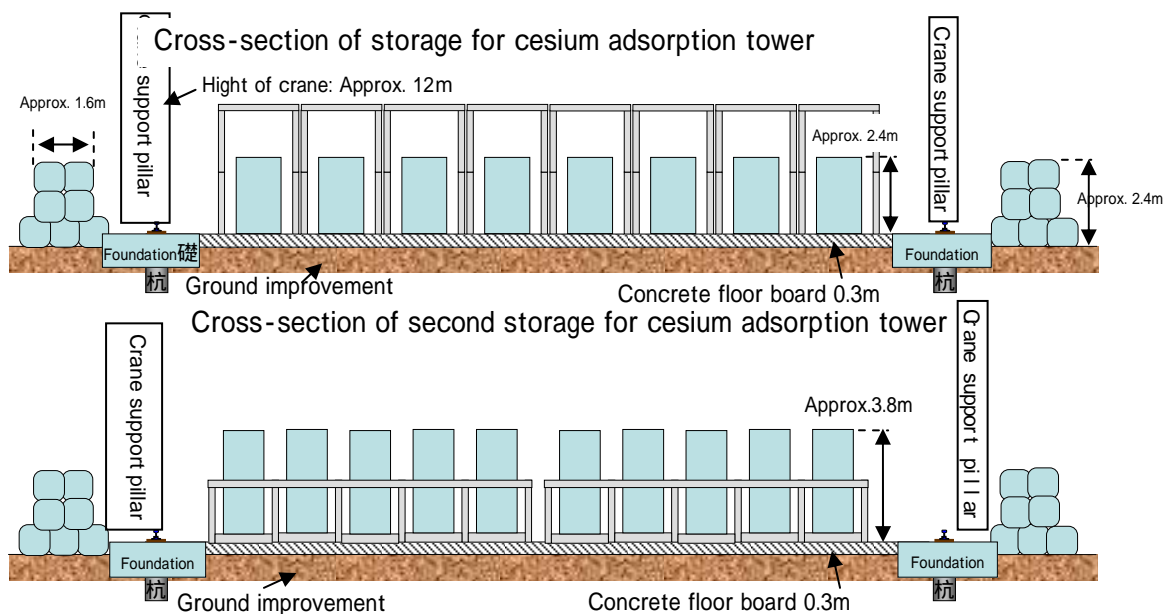 Cross-section of storage for cesium adsorption tower
support pillar
Hight of crane: Approx. 12m
Approx. 1.6m
Crane support pillar
Approx. 2.4m
Approx. 2.4m
Foundation礎
Foundation
杭
杭
Ground improvement
Concrete floor board 0.3m
Cross-section of second storage for cesium adsorption tower
Crane support pillar
Crane support pillar
Approx.3.8m
Foundation
Foundation
杭
杭
Ground improvement
Concrete floor board 0.3m